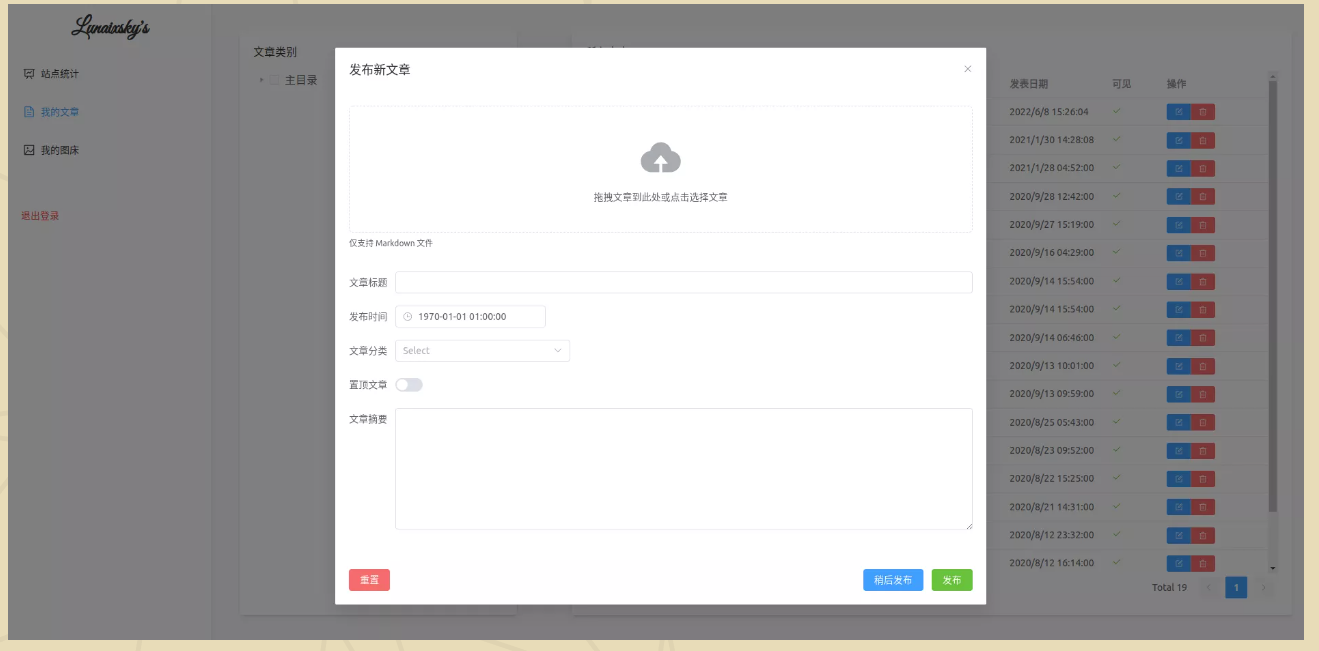 Lunaixsky's
站点统计
我的文章
我的图床
退出登录
文章类别
主目录
发布新文章
拖拽文章到此处或点击选择文章
仅支持 Markdown 文件
文章标题
发布时间 1970-01-01 01:00:00
文章分类 Select
置顶文章
文章摘要
重置 稍后发布 发布
发表日期 可见 操作
2022/6/8 15:26:04
2021/1/30 14:28:08
2021/1/28 04:52:00
2020/9/28 12:42:00
2020/9/27 15:19:00
2020/9/16 04:29:00
2020/9/14 15:54:00
2020/9/14 15:54:00
2020/9/14 06:46:00
2020/9/13 10:01:00
2020/9/13 09:59:00
2020/8/25 05:43:00
2020/8/23 09:52:00
2020/8/22 15:25:00
2020/8/21 14:31:00
2020/8/12 23:32:00
2020/8/12 16:14:00
Total 19 1